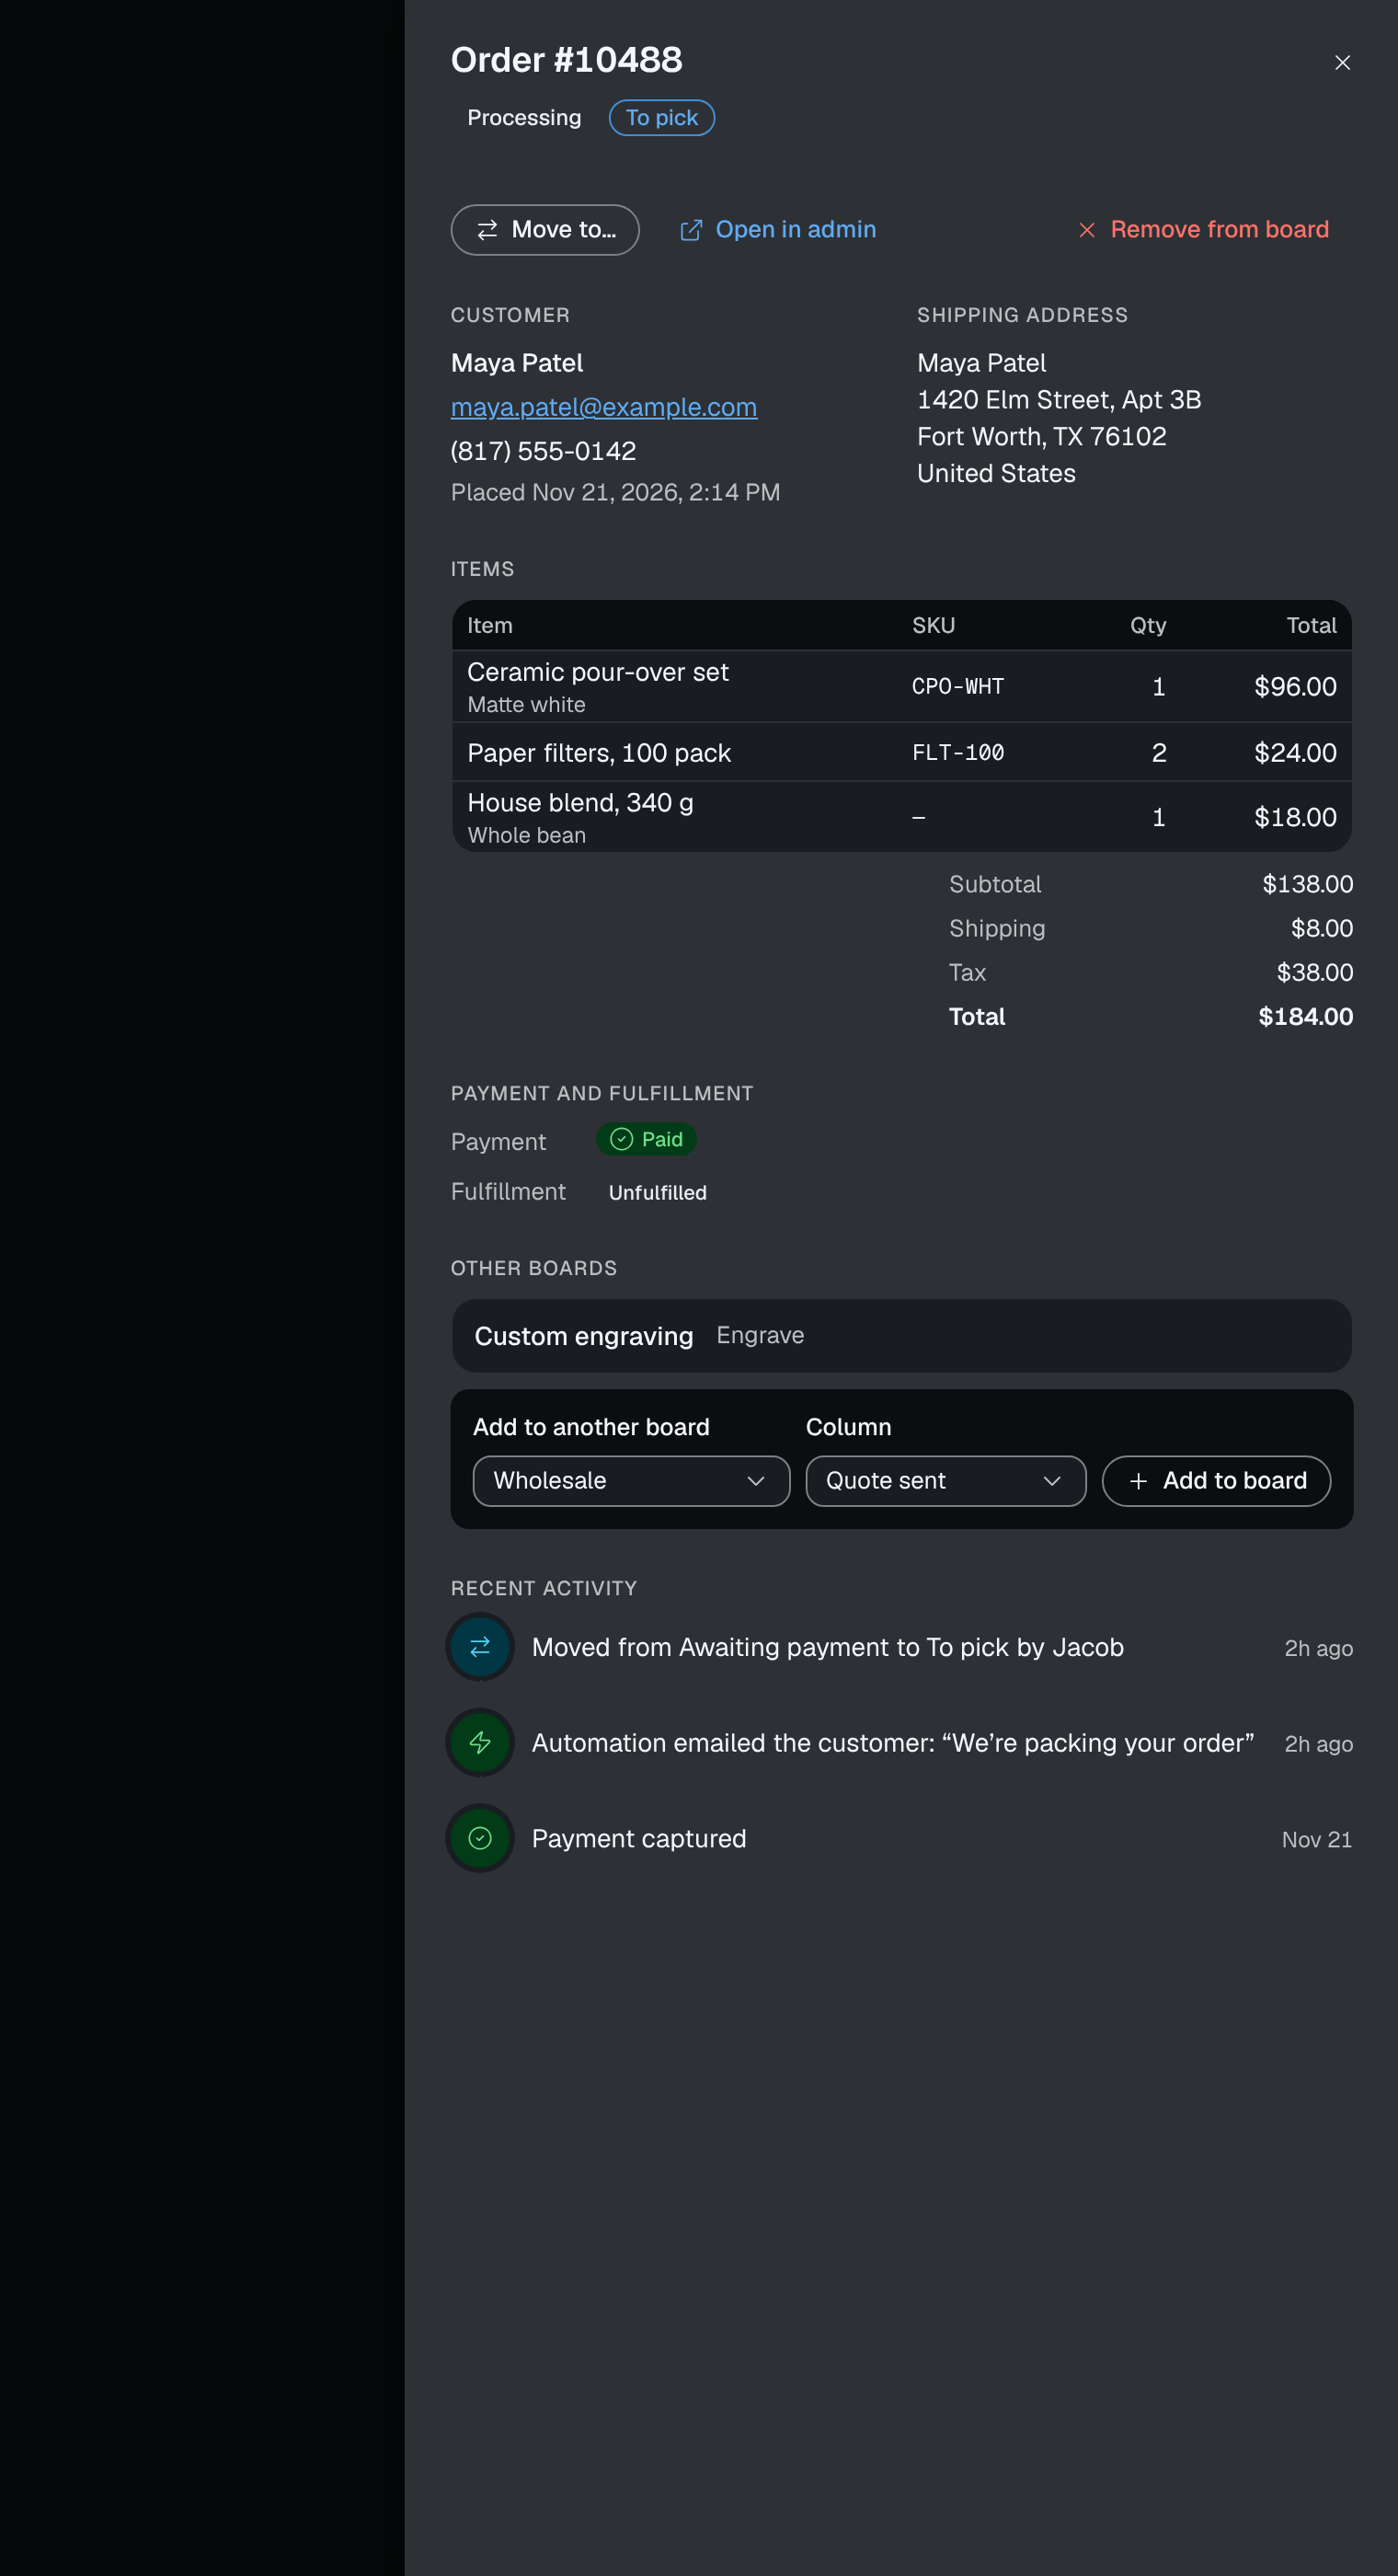 Order #10488
Processing To pick
Move to... Open in admin Remove from board
CUSTOMER
Maya Patel
maya.patel@example.com
(817) 555-0142
Placed Nov 21, 2026, 2:14 PM
SHIPPING ADDRESS
Maya Patel
1420 Elm Street, Apt 3B
Fort Worth, TX 76102
United States
ITEMS
Item SKU Qty Total
Ceramic pour-over set CPO-WHT 1 $96.00
Matte white
Paper filters, 100 pack FLT-100 2 $24.00
House blend, 340 g – 1 $18.00
Whole bean
Subtotal $138.00
Shipping $8.00
Tax $38.00
Total $184.00
PAYMENT AND FULFILLMENT
Payment Paid
Fulfillment Unfulfilled
OTHER BOARDS
Custom engraving Engrave
Add to another board Column
Wholesale Quote sent Add to board
RECENT ACTIVITY
Moved from Awaiting payment to To pick by Jacob 2h ago
Automation emailed the customer: “We’re packing your order” 2h ago
Payment captured Nov 21